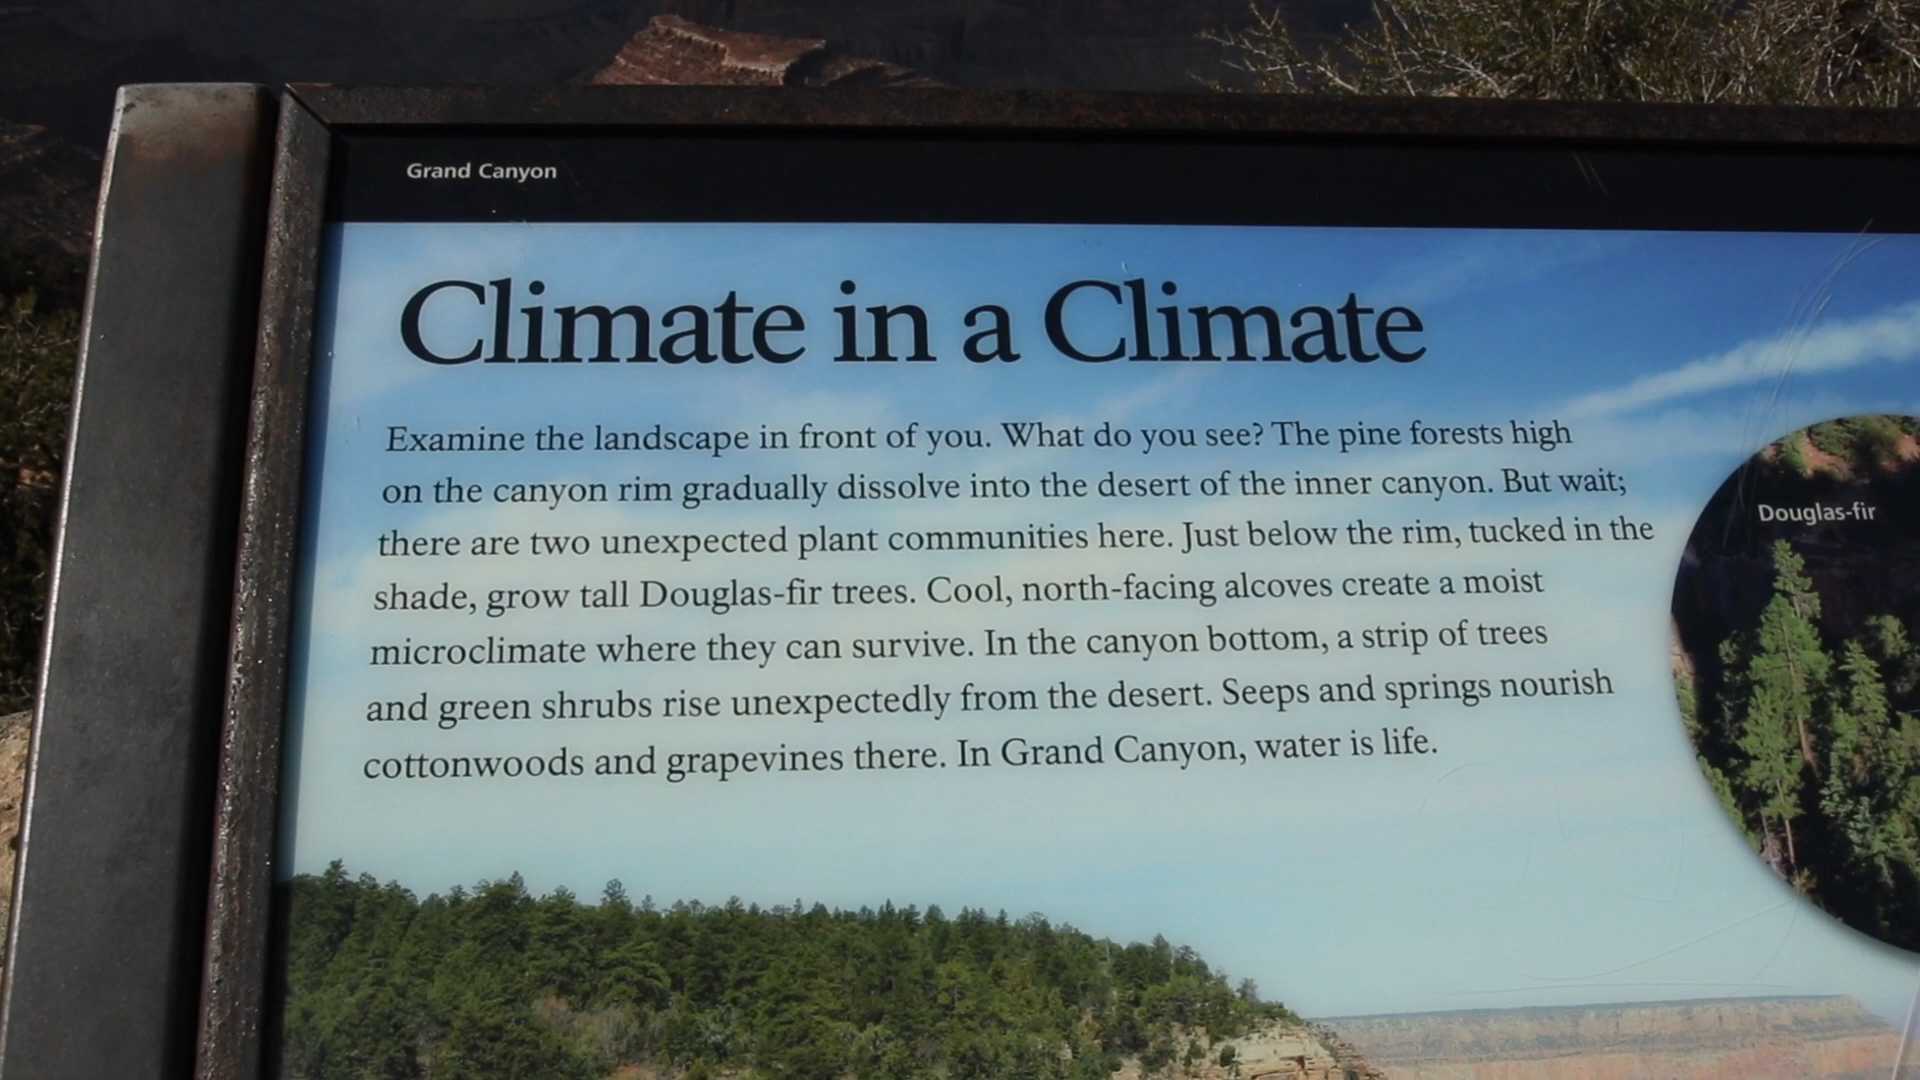 Grand Canyon
Climate in a Climate
Examine the landscape in front of you. What do you see? The pine forests high
on the canyon rim gradually dissolve into the desert of the inner canyon. But wait;
there are two unexpected plant communities here. Just below the rim, tucked in the
shade, grow tall Douglas-fir trees. Cool, north-facing alcoves create a moist
microclimate where they can survive. In the canyon bottom, a strip of trees
and green shrubs rise unexpectedly from the desert. Seeps and springs nourish
cottonwoods and grapevines there. In Grand Canyon, water is life.
Douglas-fir